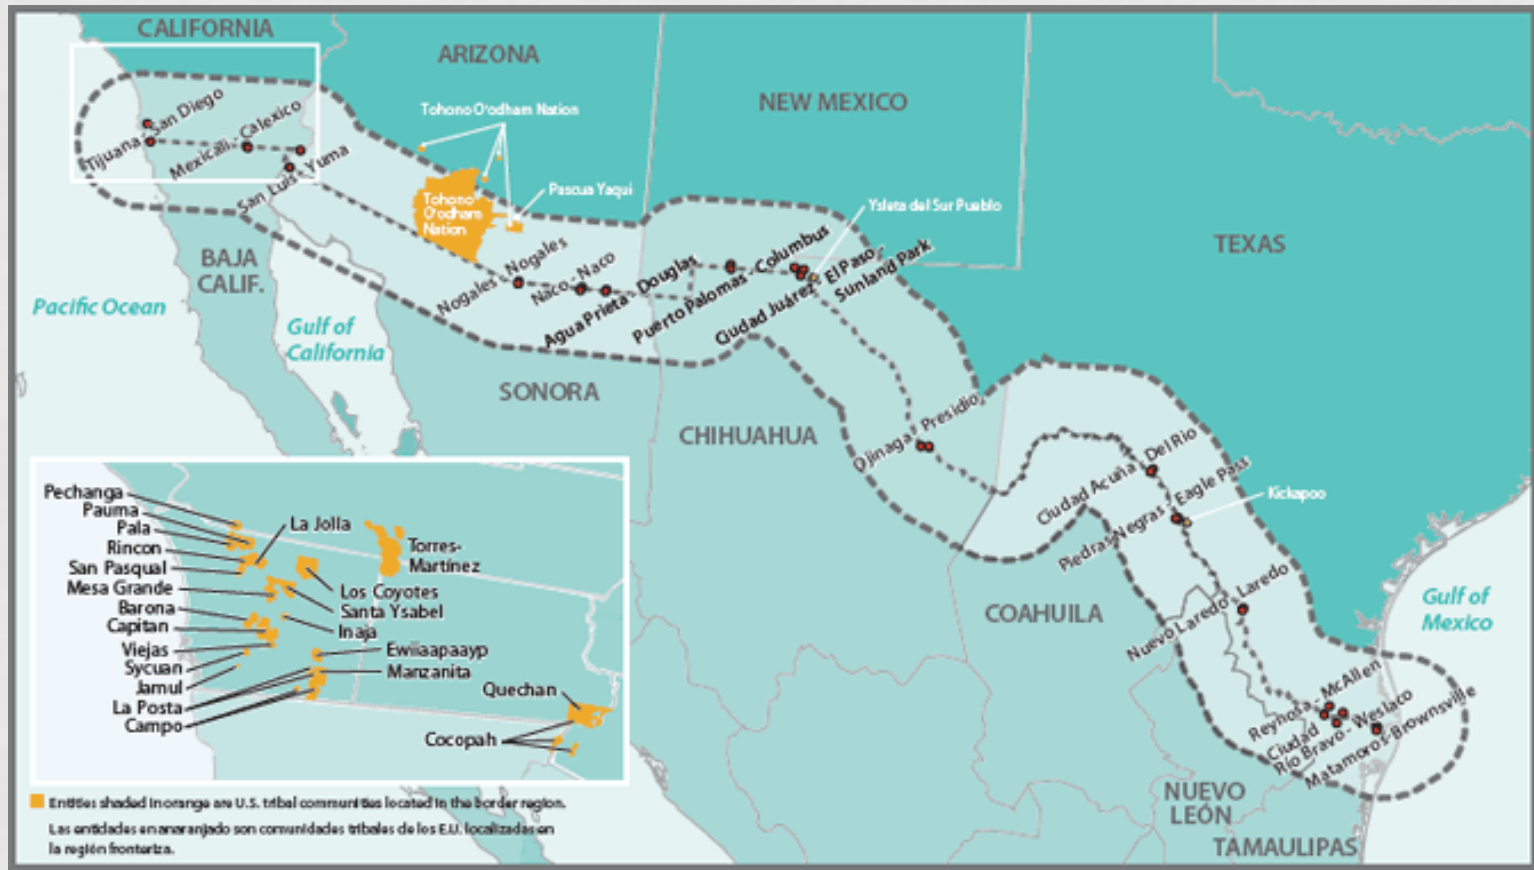 CALIFORNIA
ARIZONA
NEW MEXICO
TEXAS
Tohono O'odham Nation
Pascua Yaqui
Tohono
O'odham
Nation
Ysleta del Sur Pueblo
Tijuana - San Diego
Mexicali - Calexico
San Luis - Yuma
Nogales - Nogales
Naco - Naco
Agua Prieta - Douglas
Puerto Palomas - Columbus
Ciudad Juárez - El Paso -
Sunland Park
Ojinaga - Presidio
Ciudad Acuña - Del Rio
Piedras Negras - Eagle Pass
Kickapoo
Nuevo Laredo - Laredo
Reynosa - McAllen
Ciudad
Río Bravo - Weslaco
Matamoros-Brownsville
BAJA
CALIF.
Pacific Ocean
Gulf of
California
SONORA
CHIHUAHUA
COAHUILA
NUEVO
LEÓN
TAMAULIPAS
Gulf of
Mexico
Pechanga
Pauma
Pala
Rincon
San Pasqual
Mesa Grande
Barona
Capitan
Viejas
Sycuan
Jamul
La Posta
Campo
La Jolla
Torres-
Martínez
Los Coyotes
Santa Ysabel
Inaja
Ewiiaapaayp
Manzanita
Quechan
Cocopah
Entities shaded in orange are U.S. tribal communities located in the border region.
Las entidades en anaranjado son comunidades tribales de los E.U. localizadas en
la región fronteriza.